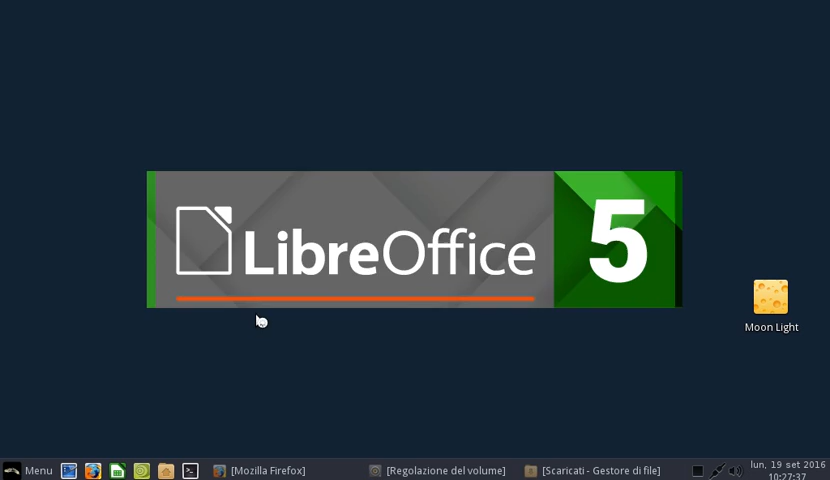 LibreOffice 5
Moon Light
Menu [Mozilla Firefox] [Regolazione del volume] [Scaricati - Gestore di file] lun, 19 set 2016
10:27:37